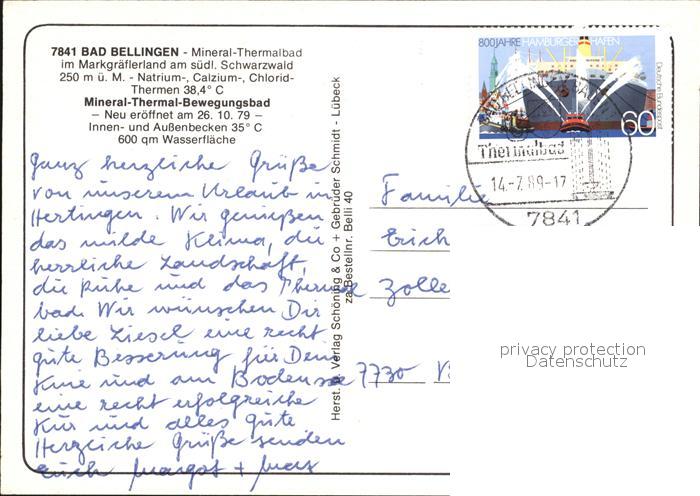 7841 BAD BELLINGEN - Mineral-Thermalbad
im Markgräflerland am südl. Schwarzwald
250 m ü. M. - Natrium-, Calzium-, Chlorid-
Thermen 38,4° C
Mineral-Thermal-Bewegungsbad
– Neu eröffnet am 26. 10. 79 –
Innen- und Außenbecken 35° C
600 qm Wasserfläche
Ganz herzliche Grüße
von unserem Urlaub in
Hertingen. Wir genießen
das milde Klima, die
herrliche Landschaft,
die Ruhe und das Thermal
bad. Wir wünschen Dir
liebe Liesel eine recht
gute Besserung für Dein
Knie und am Bodensee
eine recht erfolgreiche
Kur und alles Gute
Herzliche Grüße senden
Euch Margot + Max
Herst. u. Verlag Schöning & Co + Gebrüder Schmidt - Lübeck
zu Bestellnr. Belli 40
800 JAHRE HAMBURGER HAFEN
Deutsche Bundespost
60
Thermalbad
14.-7.89-17
7841
Familie
Erich
Zolle
7730
privacy protection
Datenschutz